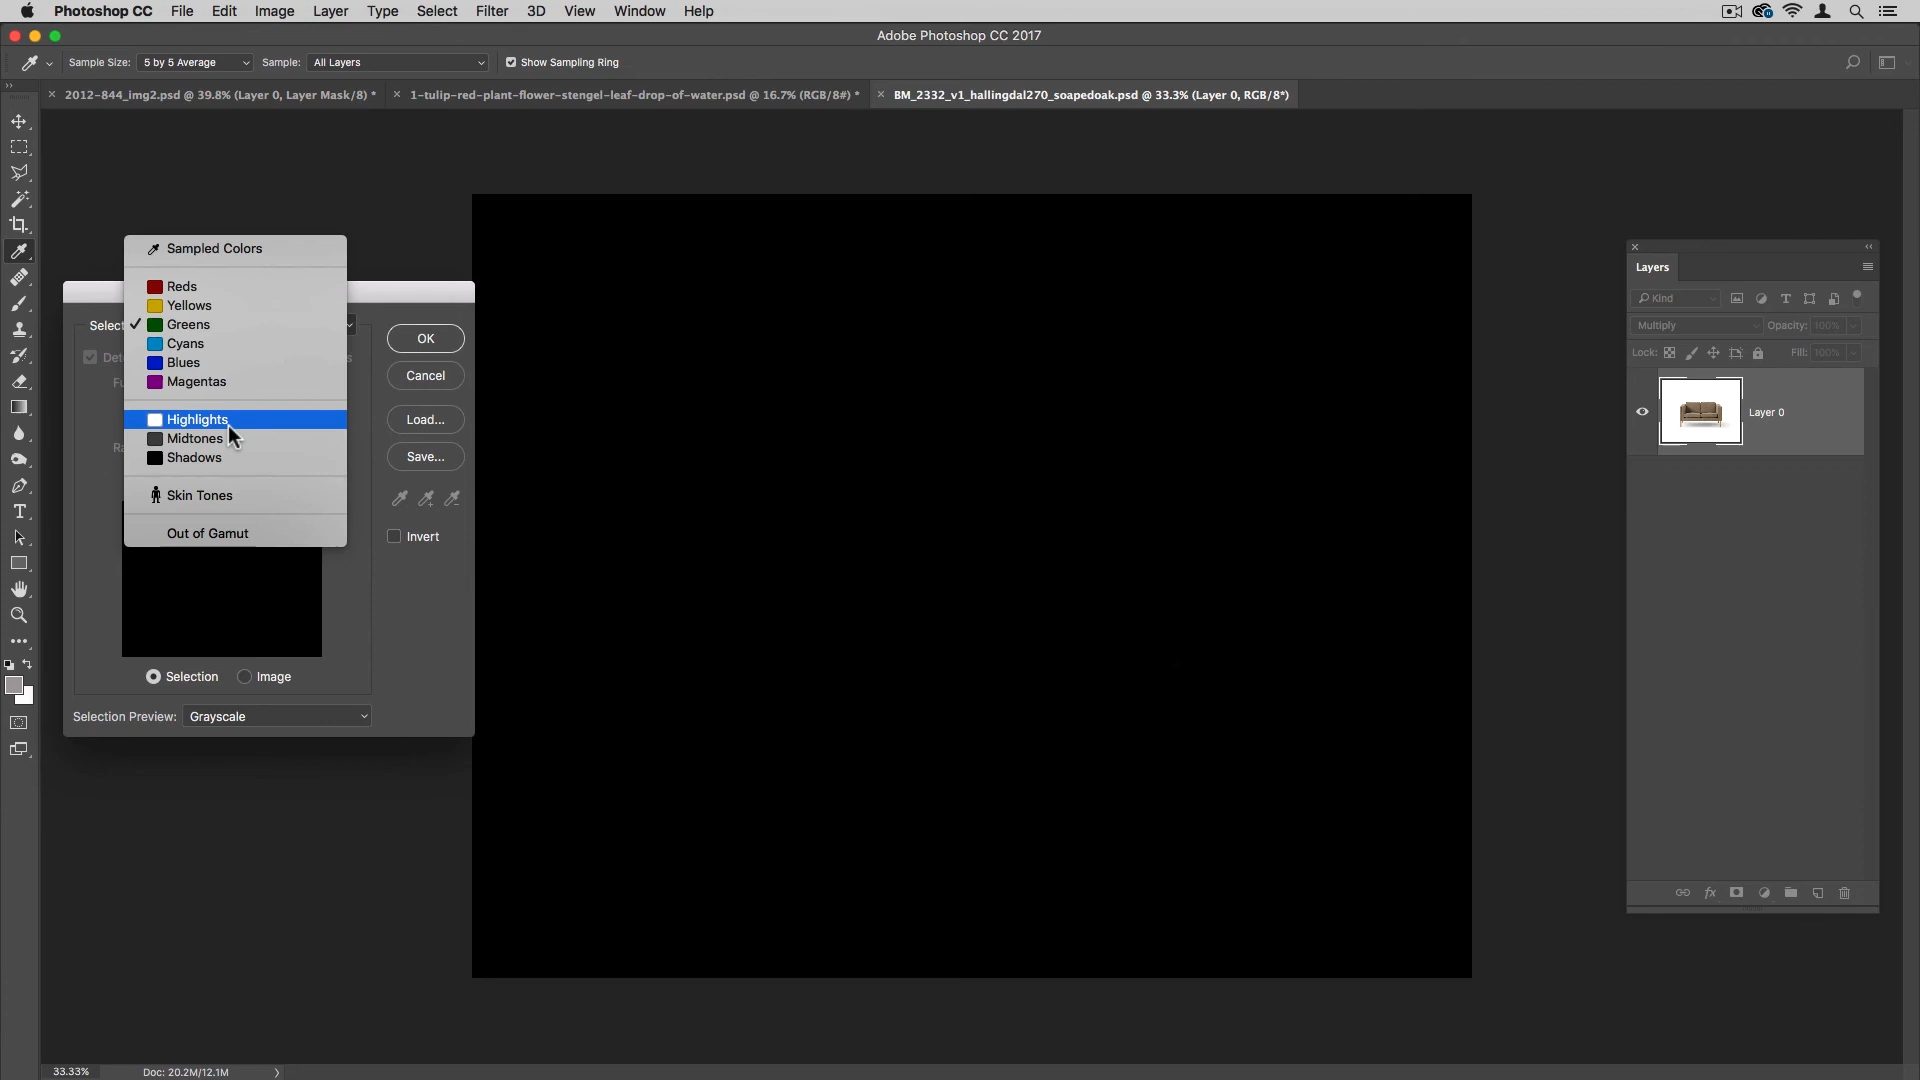 Photoshop CC File Edit Image Layer Type Select Filter 3D View Window Help
Adobe Photoshop CC 2017
Sample Size: 5 by 5 Average Sample: All Layers Show Sampling Ring
2012-844_img2.psd @ 39.8% (Layer 0, Layer Mask/8) * 1-tulip-red-plant-flower-stengel-leaf-drop-of-water.psd @ 16.7% (RGB/8#) * BM_2332_v1_hallingdal270_soapedoak.psd @ 33.3% (Layer 0, RGB/8*)
Sampled Colors
Reds
Yellows
Select
Greens
Cyans
Blues
Magentas
Highlights
Midtones
Shadows
Skin Tones
Out of Gamut
OK
Cancel
Load...
Save...
Invert
Selection Image
Selection Preview: Grayscale
Layers
Kind
Multiply Opacity: 100%
Lock: Fill: 100%
Layer 0
33.33% Doc: 20.2M/12.1M